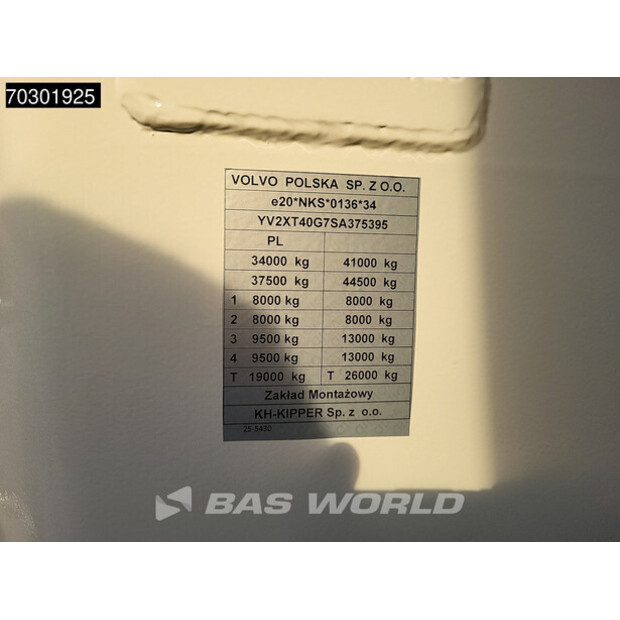 70301925
VOLVO POLSKA SP. Z O.O.
e20*NKS*0136*34
YV2XT40G7SA375395
PL
34000 kg 41000 kg
37500 kg 44500 kg
1 8000 kg 8000 kg
2 8000 kg 8000 kg
3 9500 kg 13000 kg
4 9500 kg 13000 kg
T 19000 kg T 26000 kg
Zakład Montażowy
KH-KIPPER Sp. z o.o.
25-5430
BAS WORLD